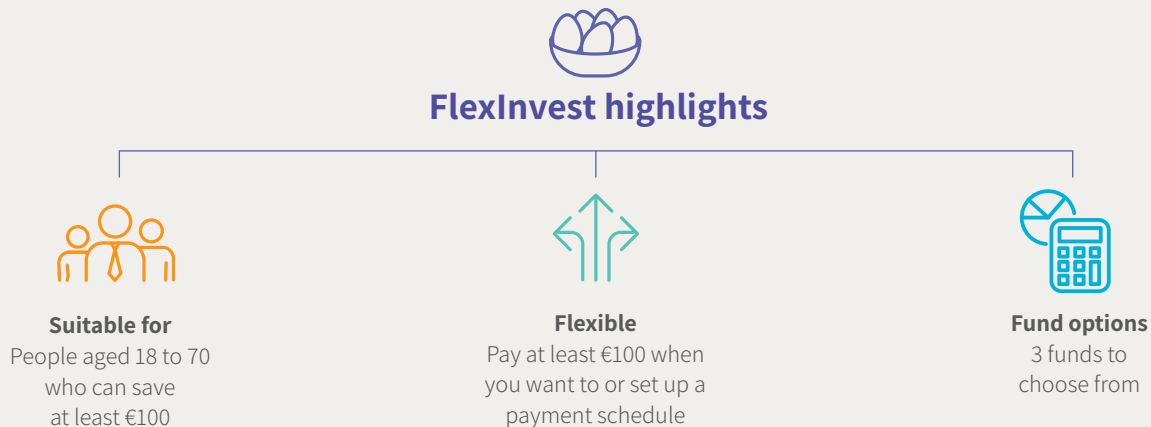 FlexInvest highlights
Suitable for
People aged 18 to 70
who can save
at least €100
Flexible
Pay at least €100 when
you want to or set up a
payment schedule
Fund options
3 funds to
choose from